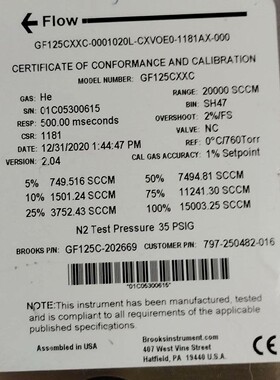 Flow
GF125CXXC-0001020L-CXVOE0-1181AX-000
CERTIFICATE OF CONFORMANCE AND CALIBRATION
MODEL NUMBER: GF125CXXC
GAS: He RANGE: 20000 SCCM
S/N: 01C05300615 BIN: SH47
RESP: 500.00 meseconds OVERSHOOT: 2%/FS
CSR: 1181 VALVE: NC
DATE: 12/31/2020 1:44:47 PM REF: 0°C/760Torr
VERSION: 2.04 CAL GAS ACCURACY: 1% Setpoint
5% 749.516 SCCM 50% 7494.81 SCCM
10% 1501.24 SCCM 75% 11241.30 SCCM
25% 3752.43 SCCM 100% 15003.25 SCCM
N2 Test Pressure 35 PSIG
BROOKS P/N: GF125C-202669 CUSTOMER P/N: 797-250482-016
*01C05300615*
NOTE: This instrument has been manufactured, tested
and is compliant to all applicable standards of
measurement.
Assembled in USA
Brooksinstrument.com
407 West Vine Street
Hatfield, PA 19440 U.S.A.